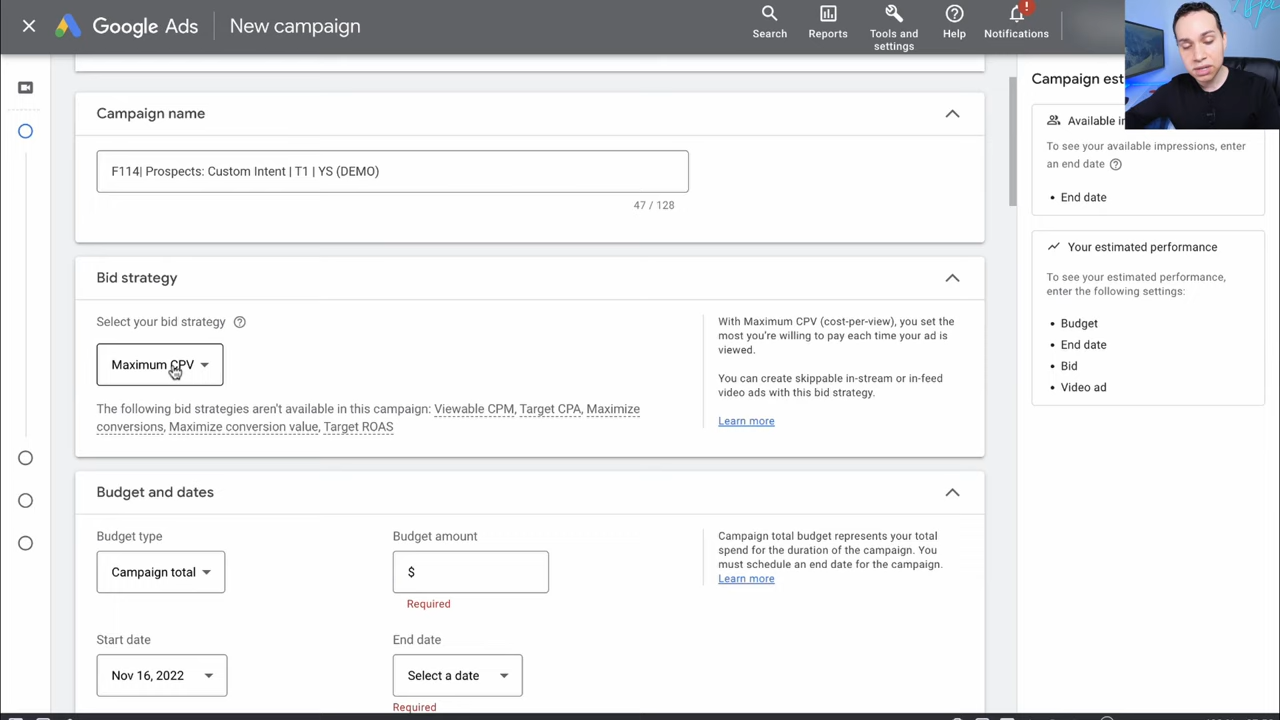 Google Ads
New campaign
Search
Reports
Tools and
settings
Help
!
Notifications
Campaign name
F114| Prospects: Custom Intent | T1 | YS (DEMO)
47 / 128
Bid strategy
Select your bid strategy
Maximum CPV
The following bid strategies aren't available in this campaign: Viewable CPM, Target CPA, Maximize
conversions, Maximize conversion value, Target ROAS
With Maximum CPV (cost-per-view), you set the
most you're willing to pay each time your ad is
viewed.
You can create skippable in-stream or in-feed
video ads with this bid strategy.
Learn more
Budget and dates
Budget type
Campaign total
Budget amount
$
Required
Campaign total budget represents your total
spend for the duration of the campaign. You
must schedule an end date for the campaign.
Learn more
Start date
Nov 16, 2022
End date
Select a date
Required
Campaign
Available
To see your available impressions, enter
an end date
• End date
Your estimated performance
To see your estimated performance,
enter the following settings:
• Budget
• End date
• Bid
• Video ad